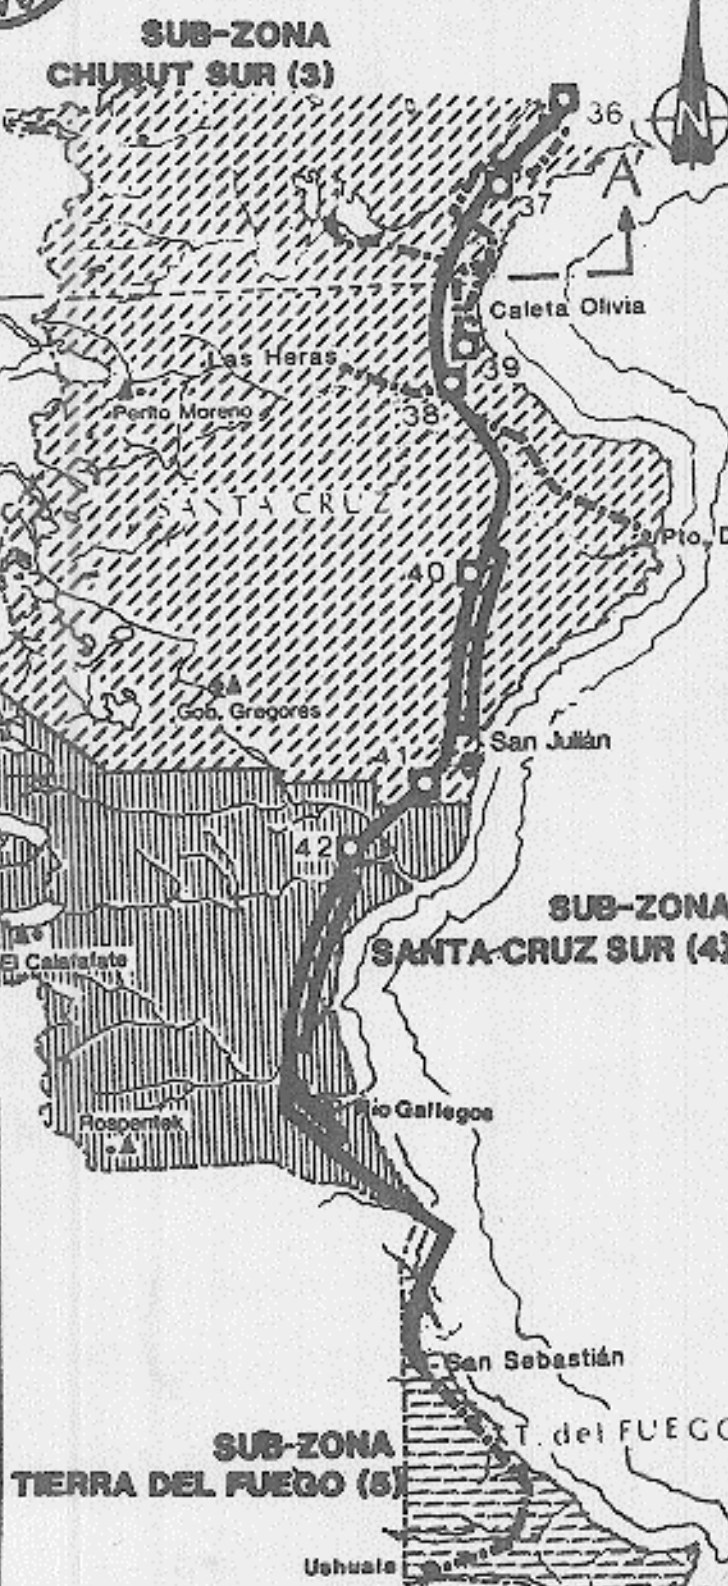 SUB-ZONA
CHUBUT SUR (3)
36
N
A
37
Caleta Olivia
Las Heras
39
Perito Moreno
38
SANTA CRUZ
Pto. D
40
Gob. Gregores
San Julián
41
42
SUB-ZONA
SANTA CRUZ SUR (4)
El Calafafate
Río Gallegos
Rospentek
San Sebastián
T. del FUEGO
SUB-ZONA
TIERRA DEL FUEGO (5)
Ushuaia